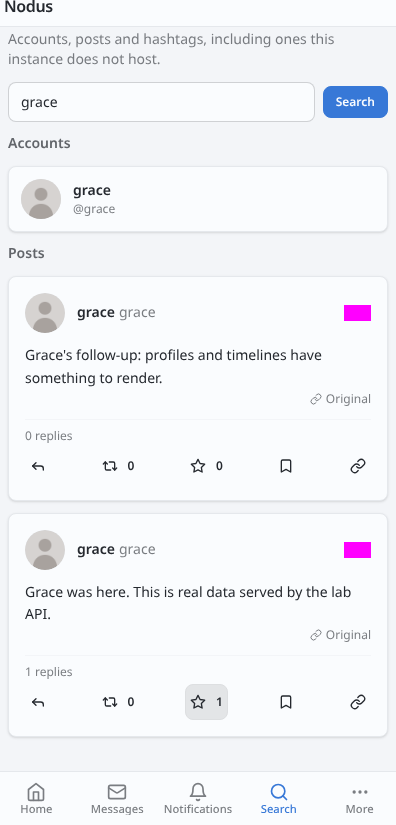 Nodus
Accounts, posts and hashtags, including ones this
instance does not host.
grace
Search
Accounts
grace
@grace
Posts
grace grace
Grace's follow-up: profiles and timelines have
something to render.
Original
0 replies
0
0
grace grace
Grace was here. This is real data served by the lab
API.
Original
1 replies
0
1
Home
Messages
Notifications
Search
More